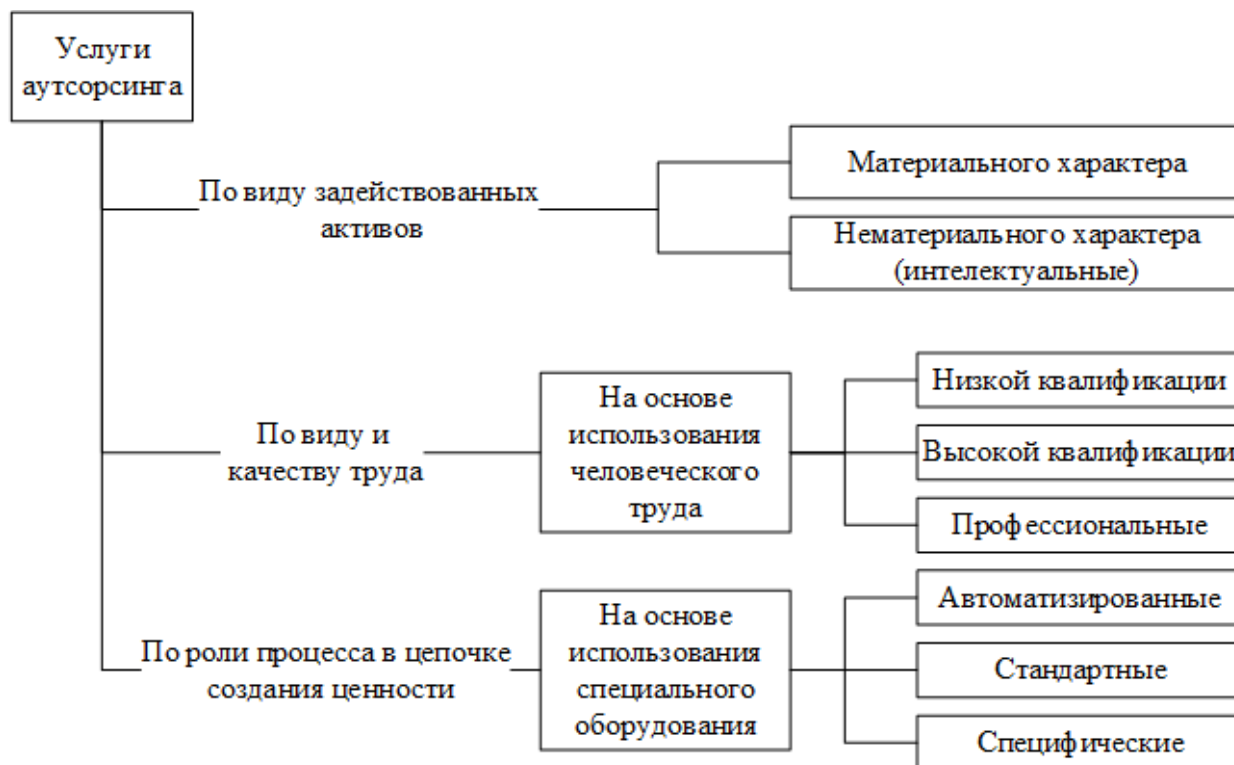 Услуги
аутсорсинга
По виду задействованных
активов
Материального характера
Нематериального характера
(интелектуальные)
По виду и
качеству труда
На основе
использования
человеческого
труда
Низкой квалификации
Высокой квалификации
Профессиональные
По роли процесса в цепочке
создания ценности
На основе
использования
специального
оборудования
Автоматизированные
Стандартные
Специфические